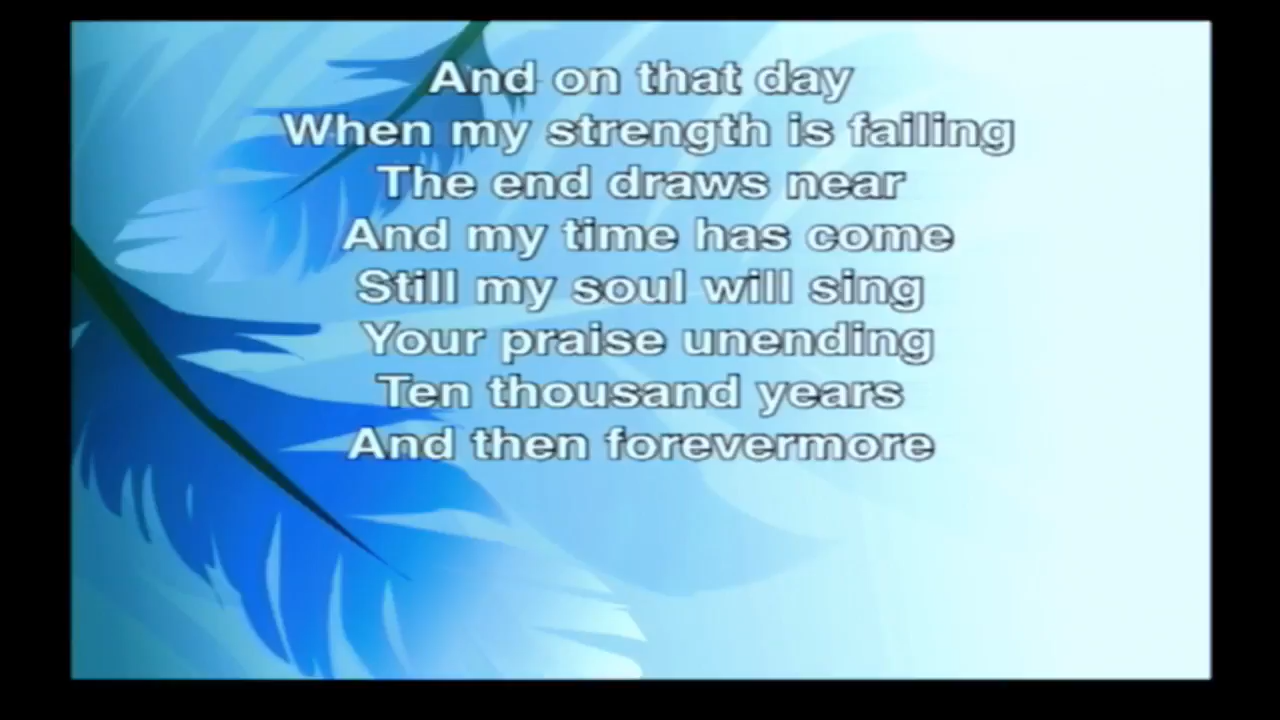 And on that day
When my strength is failing
The end draws near
And my time has come
Still my soul will sing
Your praise unending
Ten thousand years
And then forevermore